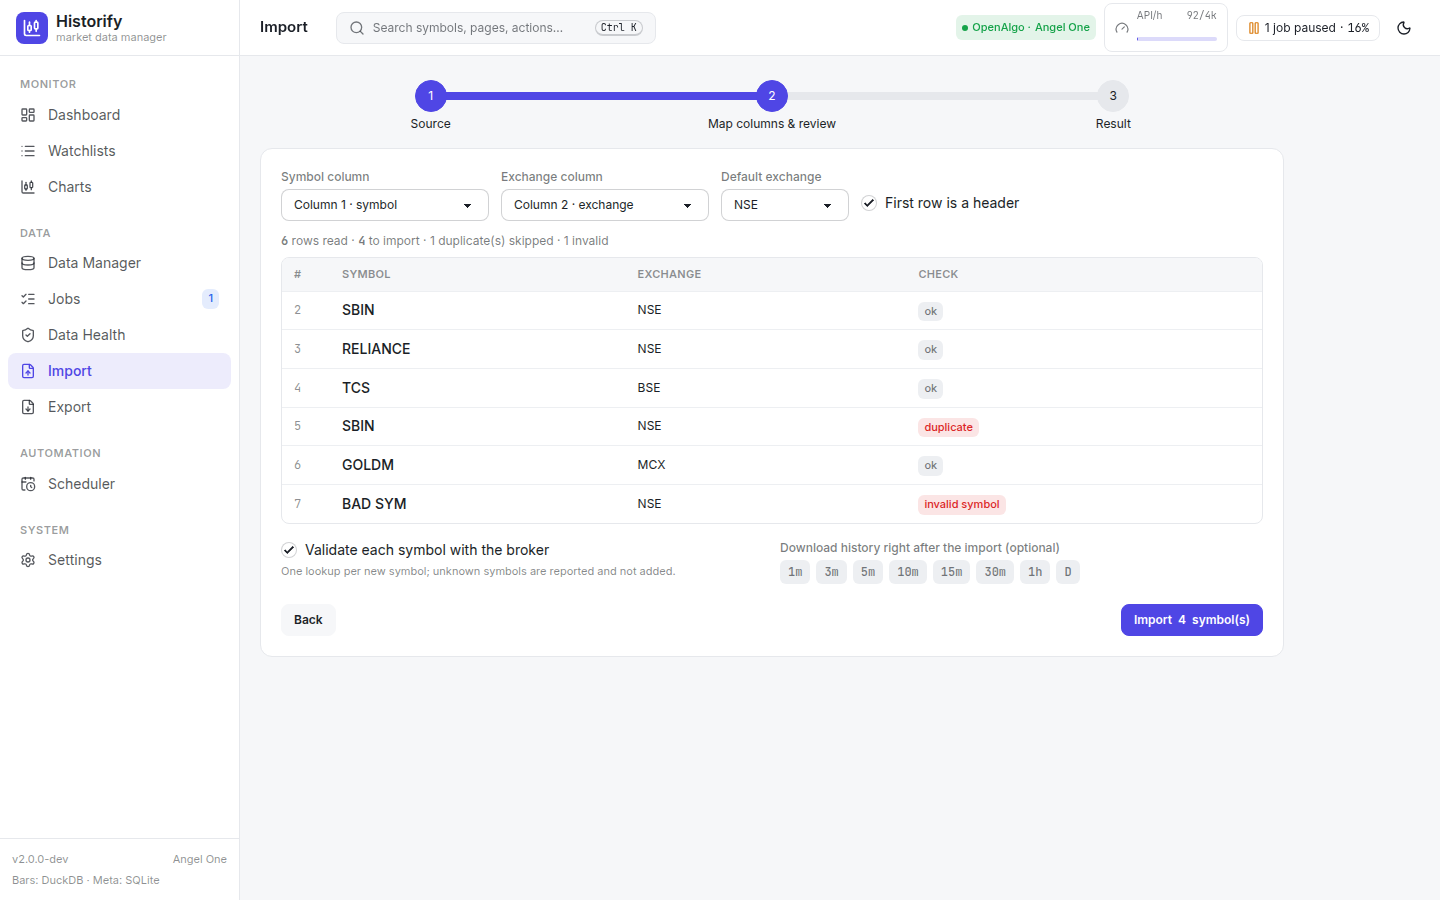 Historify
market data manager
Import
Search symbols, pages, actions...
Ctrl K
OpenAlgo · Angel One
API/h 92/4k
1 job paused · 16%
MONITOR
Dashboard
Watchlists
Charts
DATA
Data Manager
Jobs 1
Data Health
Import
Export
AUTOMATION
Scheduler
SYSTEM
Settings
v2.0.0-dev Angel One
Bars: DuckDB · Meta: SQLite
1 2 3
Source Map columns & review Result
Symbol column Exchange column Default exchange
Column 1 · symbol Column 2 · exchange NSE First row is a header
6 rows read · 4 to import · 1 duplicate(s) skipped · 1 invalid
# SYMBOL EXCHANGE CHECK
2 SBIN NSE ok
3 RELIANCE NSE ok
4 TCS BSE ok
5 SBIN NSE duplicate
6 GOLDM MCX ok
7 BAD SYM NSE invalid symbol
Validate each symbol with the broker
One lookup per new symbol; unknown symbols are reported and not added.
Download history right after the import (optional)
1m 3m 5m 10m 15m 30m 1h D
Back
Import 4 symbol(s)